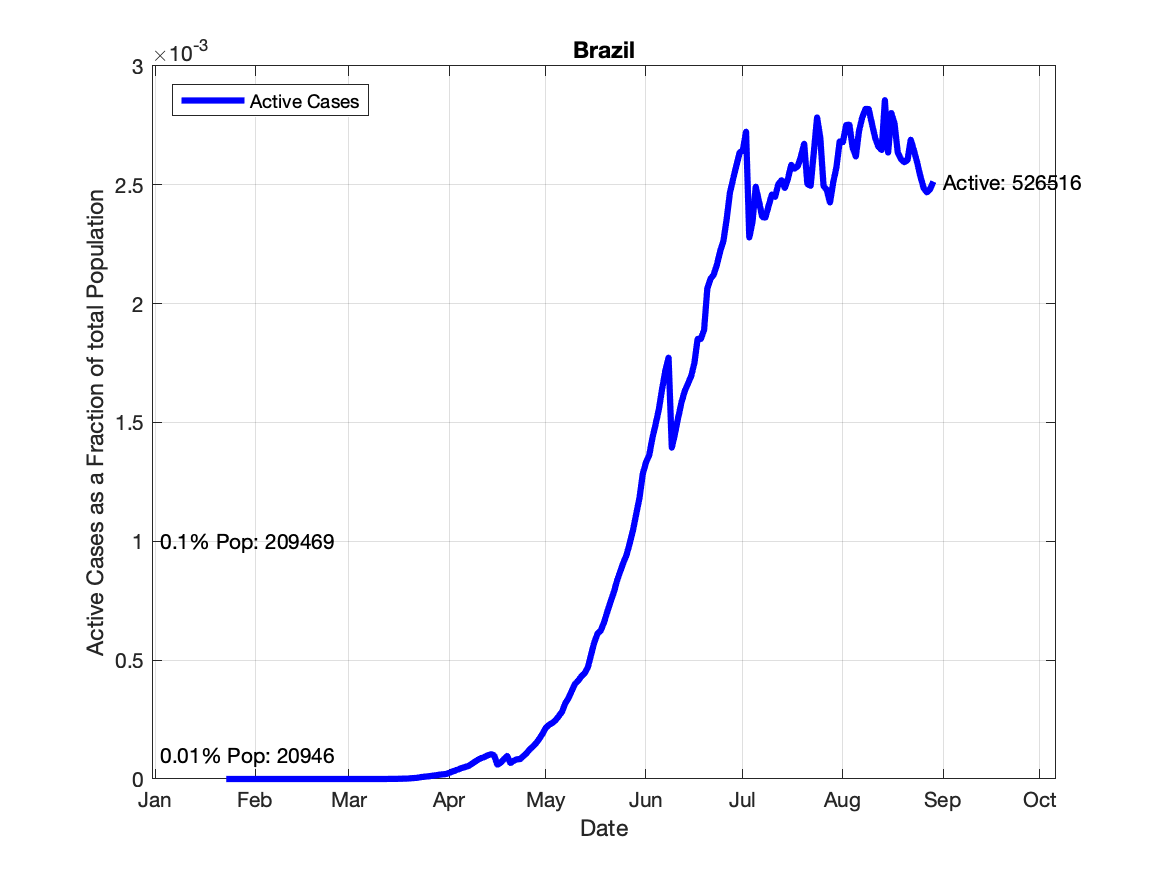 Brazil
×10-3
3
Active Cases
2.5
Active: 526516
2
1.5
1
0.1% Pop: 209469
0.5
0.01% Pop: 20946
0
Active Cases as a Fraction of total Population
Jan Feb Mar Apr May Jun Jul Aug Sep Oct
Date